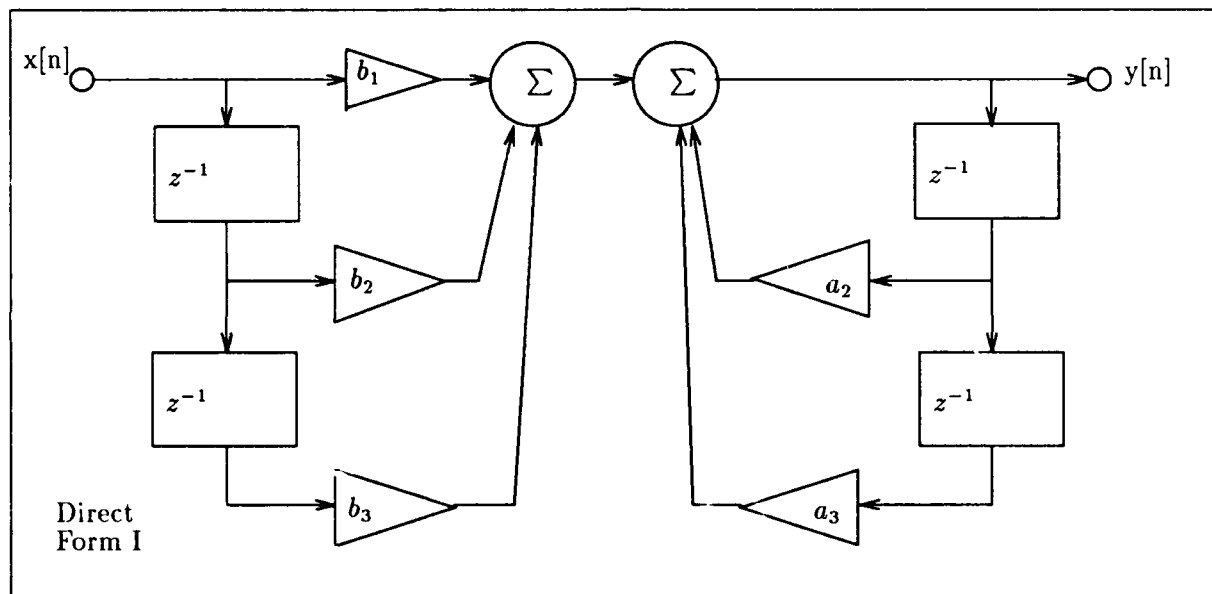 x[n]
b₁
Σ
Σ
y[n]
z⁻¹
z⁻¹
b₂
a₂
z⁻¹
z⁻¹
b₃
a₃
Direct
Form I